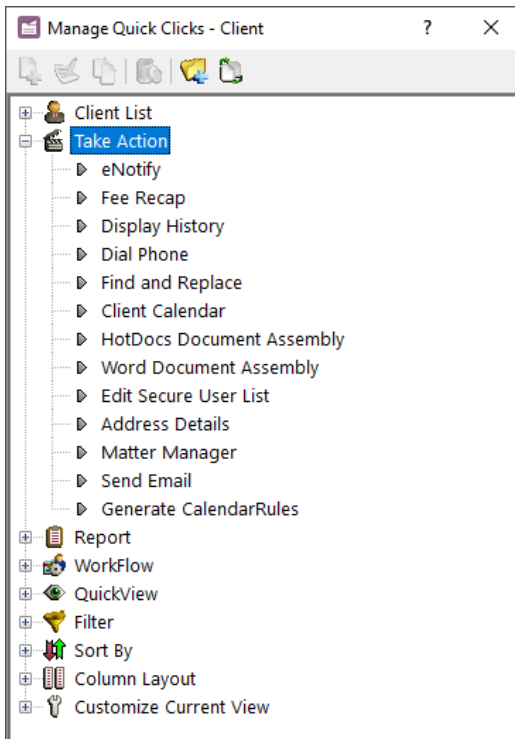 Manage Quick Clicks - Client ?
Client List
Take Action
eNotify
Fee Recap
Display History
Dial Phone
Find and Replace
Client Calendar
HotDocs Document Assembly
Word Document Assembly
Edit Secure User List
Address Details
Matter Manager
Send Email
Generate CalendarRules
Report
WorkFlow
QuickView
Filter
Sort By
Column Layout
Customize Current View